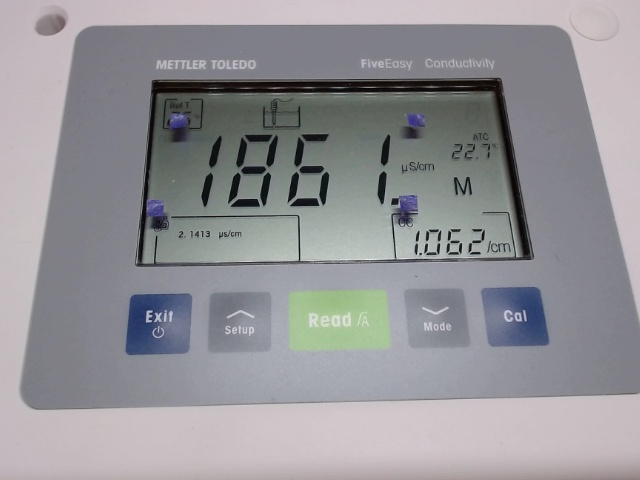 METTLER TOLEDO
FiveEasy Conductivity
Ref.T.
ATC
22.7
1861.
µS/cm
M
2. 1413 µs/cm
1.062/cm
Exit
Setup
Read /A
Mode
Cal